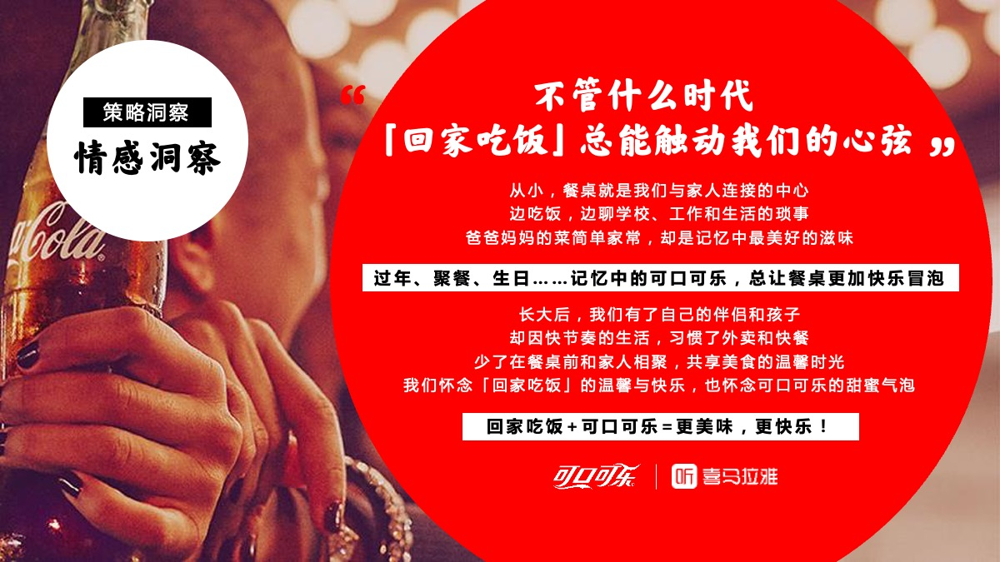 策略洞察
情感洞察
a-Cola®
“不管什么时代
「回家吃饭」总能触动我们的心弦”
从小，餐桌就是我们与家人连接的中心
边吃饭，边聊学校、工作和生活的琐事
爸爸妈妈的菜简单家常，却是记忆中最美好的滋味
过年、聚餐、生日……记忆中的可口可乐，总让餐桌更加快乐冒泡
长大后，我们有了自己的伴侣和孩子
却因快节奏的生活，习惯了外卖和快餐
少了在餐桌前和家人相聚，共享美食的温馨时光
我们怀念「回家吃饭」的温馨与快乐，也怀念可口可乐的甜蜜气泡
回家吃饭+可口可乐=更美味，更快乐！
可口可乐 | 听 喜马拉雅